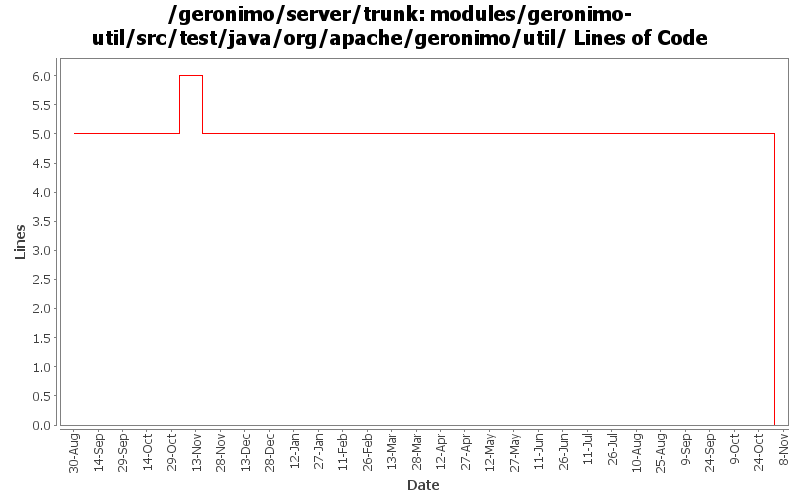 /geronimo/server/trunk: modules/geronimo-
util/src/test/java/org/apache/geronimo/util/ Lines of Code
6.0
5.5
5.0
4.5
4.0
3.5
3.0
2.5
2.0
1.5
1.0
0.5
0.0
Lines
30-Aug
14-Sep
29-Sep
14-Oct
29-Oct
13-Nov
28-Nov
13-Dec
28-Dec
12-Jan
27-Jan
11-Feb
26-Feb
13-Mar
28-Mar
12-Apr
27-Apr
12-May
27-May
11-Jun
26-Jun
11-Jul
26-Jul
10-Aug
25-Aug
9-Sep
24-Sep
9-Oct
24-Oct
8-Nov
Date